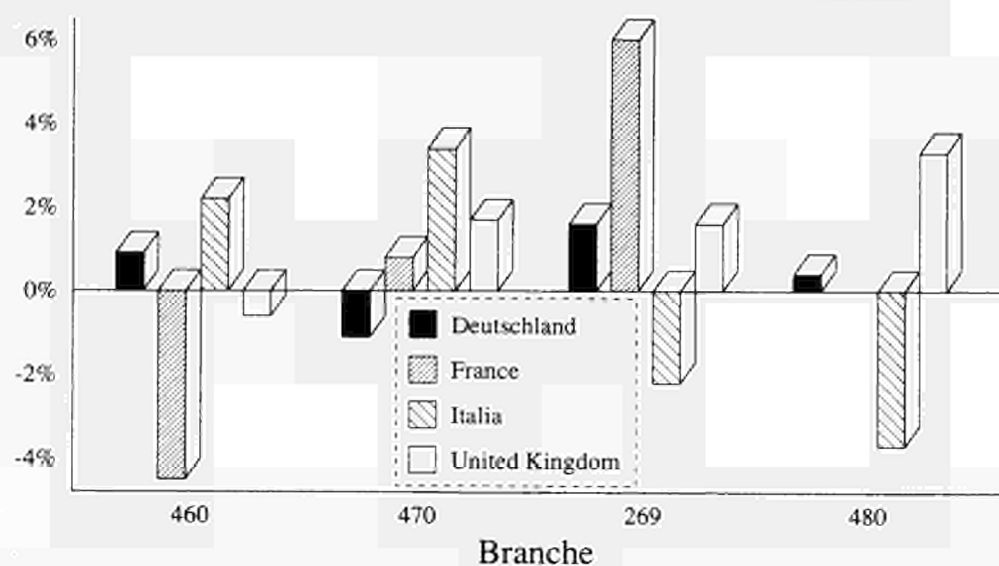 6%
4%
2%
0%
-2%
-4%
Deutschland
France
Italia
United Kingdom
460 470 269 480
Branche